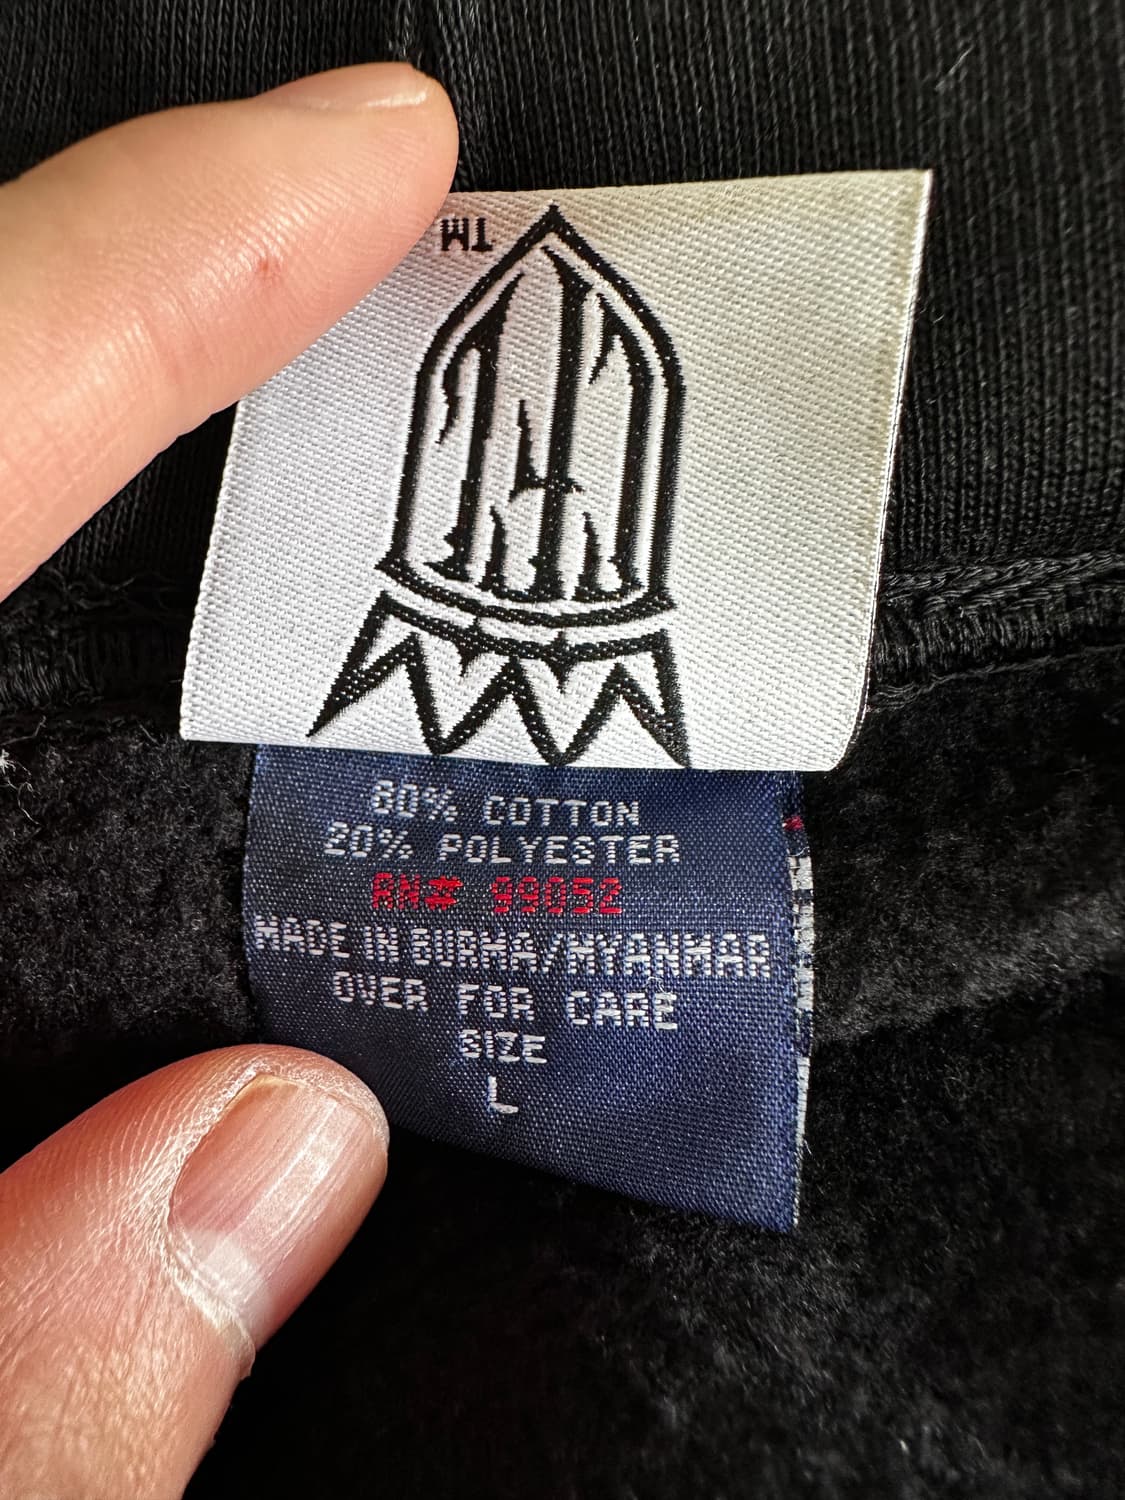 TM
80% COTTON
20% POLYESTER
RN# 99052
MADE IN BURMA/MYANMAR
OVER FOR CARE
SIZE
L